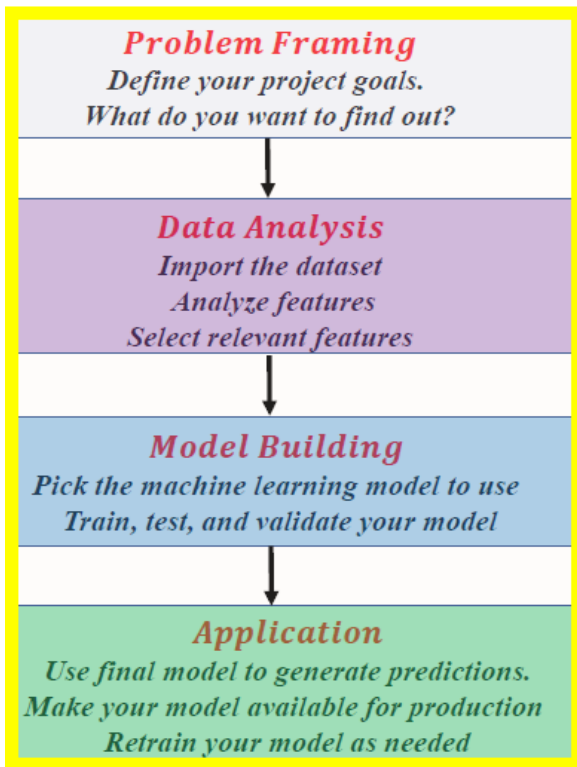 Problem Framing
Define your project goals.
What do you want to find out?
Data Analysis
Import the dataset
Analyze features
Select relevant features
Model Building
Pick the machine learning model to use
Train, test, and validate your model
Application
Use final model to generate predictions.
Make your model available for production
Retrain your model as needed